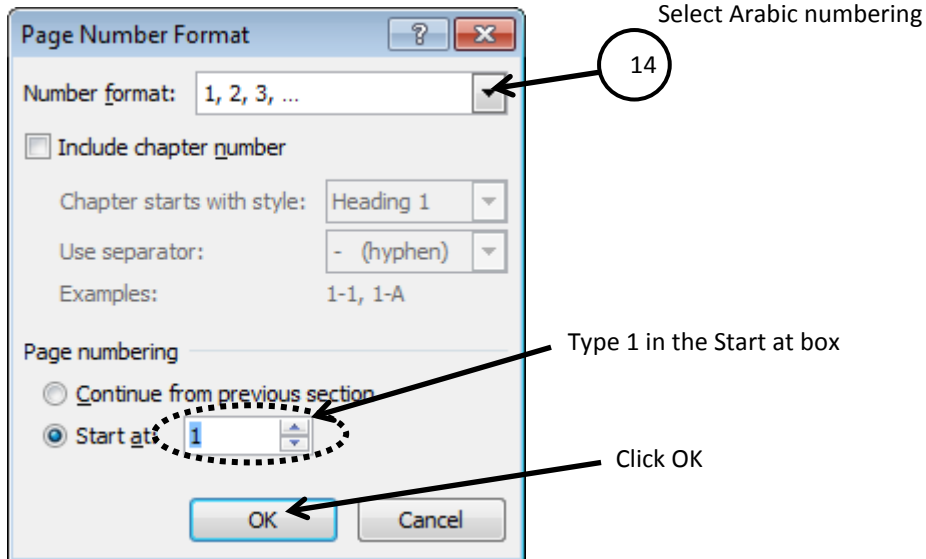 Select Arabic numbering
Page Number Format
14
Number format: 1, 2, 3, ...
Include chapter number
Chapter starts with style: Heading 1
Use separator: - (hyphen)
Examples: 1-1, 1-A
Page numbering
Type 1 in the Start at box
Continue from previous section
Start at: 1
Click OK
OK Cancel